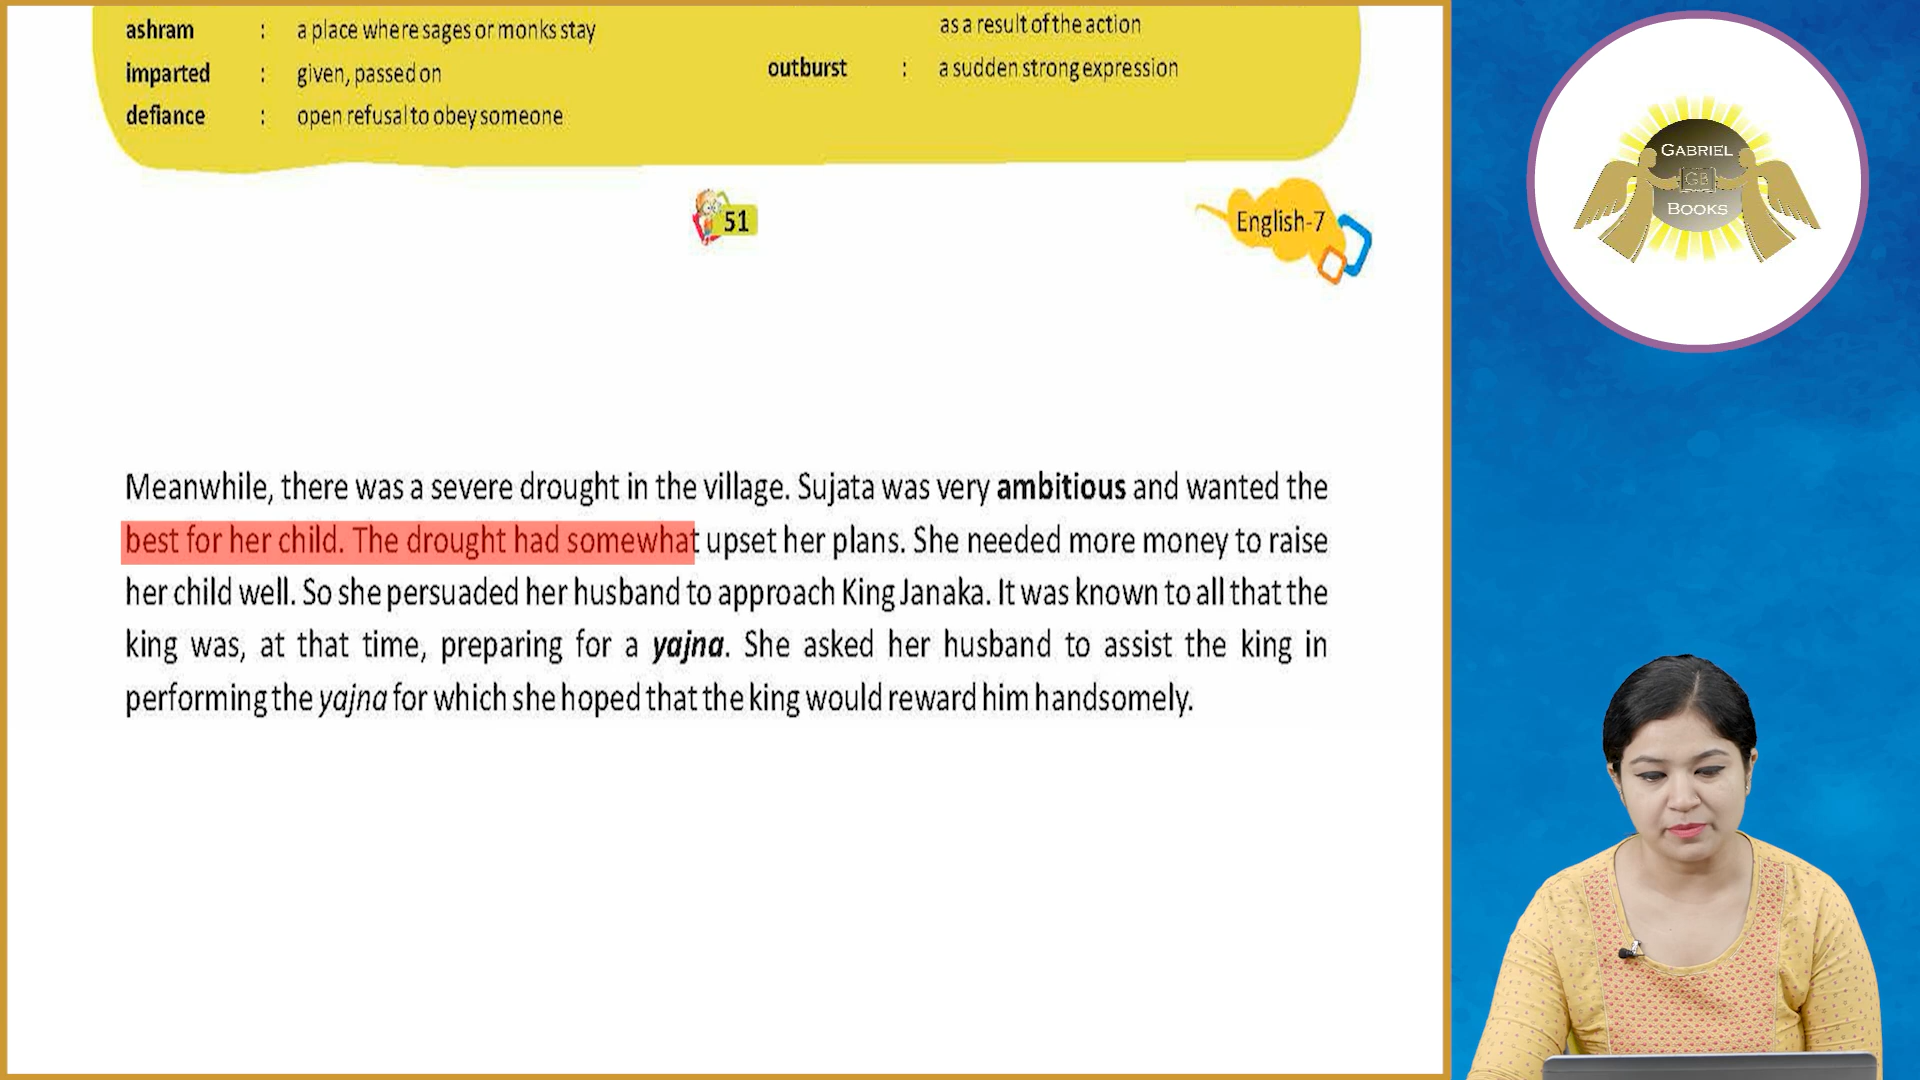 ashram : a place where sages or monks stay
imparted : given, passed on
defiance : open refusal to obey someone
as a result of the action
outburst : a sudden strong expression
51
English-7
Meanwhile, there was a severe drought in the village. Sujata was very ambitious and wanted the
best for her child. The drought had somewhat upset her plans. She needed more money to raise
her child well. So she persuaded her husband to approach King Janaka. It was known to all that the
king was, at that time, preparing for a yajna. She asked her husband to assist the king in
performing the yajna for which she hoped that the king would reward him handsomely.
GABRIEL
GB
BOOKS